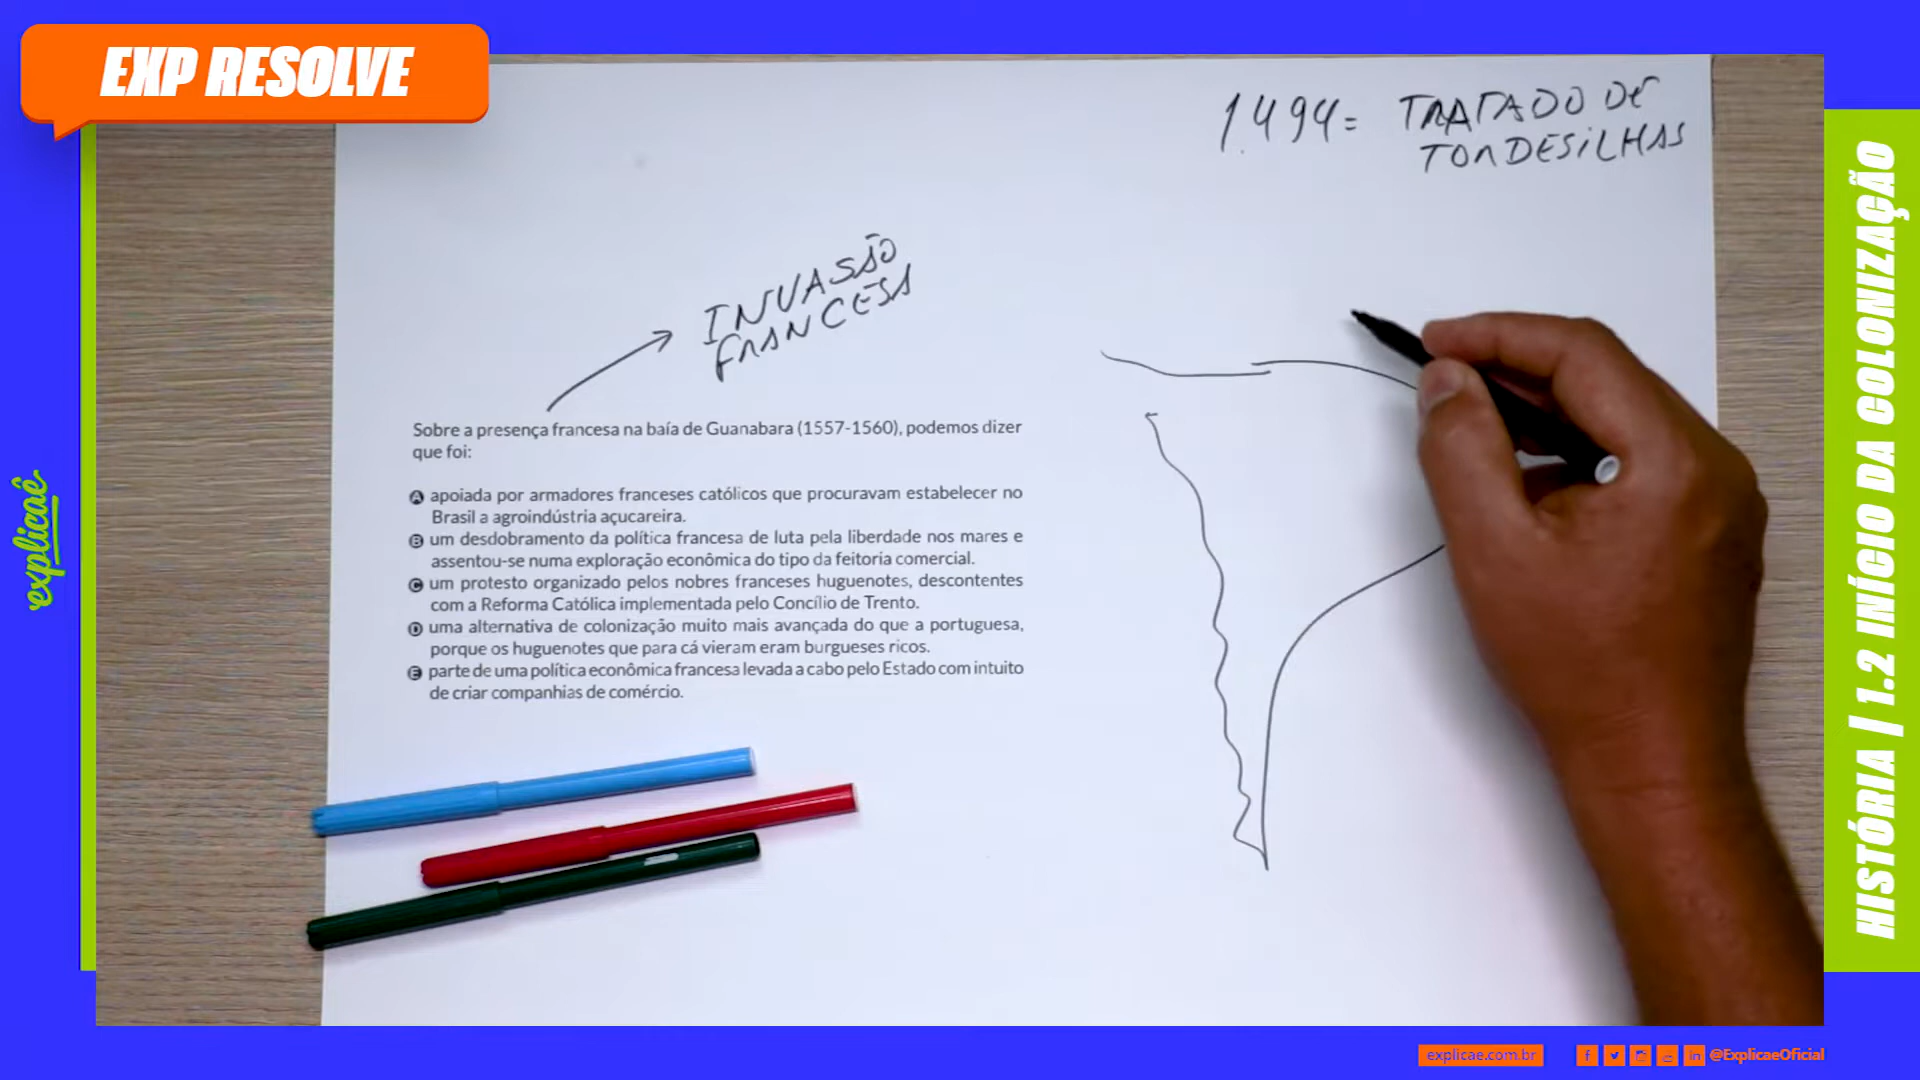 EXP RESOLVE
1.494 = TRATADO DE
TORDESILHAS
INVASÃO
FRANCESA
Sobre a presença francesa na baía de Guanabara (1557-1560), podemos dizer
que foi:
A apoiada por armadores franceses católicos que procuravam estabelecer no
Brasil a agroindústria açucareira.
B um desdobramento da política francesa de luta pela liberdade nos mares e
assentou-se numa exploração econômica do tipo da feitoria comercial.
C um protesto organizado pelos nobres franceses huguenotes, descontentes
com a Reforma Católica implementada pelo Concílio de Trento.
D uma alternativa de colonização muito mais avançada do que a portuguesa,
porque os huguenotes que para cá vieram eram burgueses ricos.
E parte de uma política econômica francesa levada a cabo pelo Estado com intuito
de criar companhias de comércio.
explicaê
HISTÓRIA | 1.2 INÍCIO DA COLONIZAÇÃO
explicae.com.br
@ExplicaeOficial